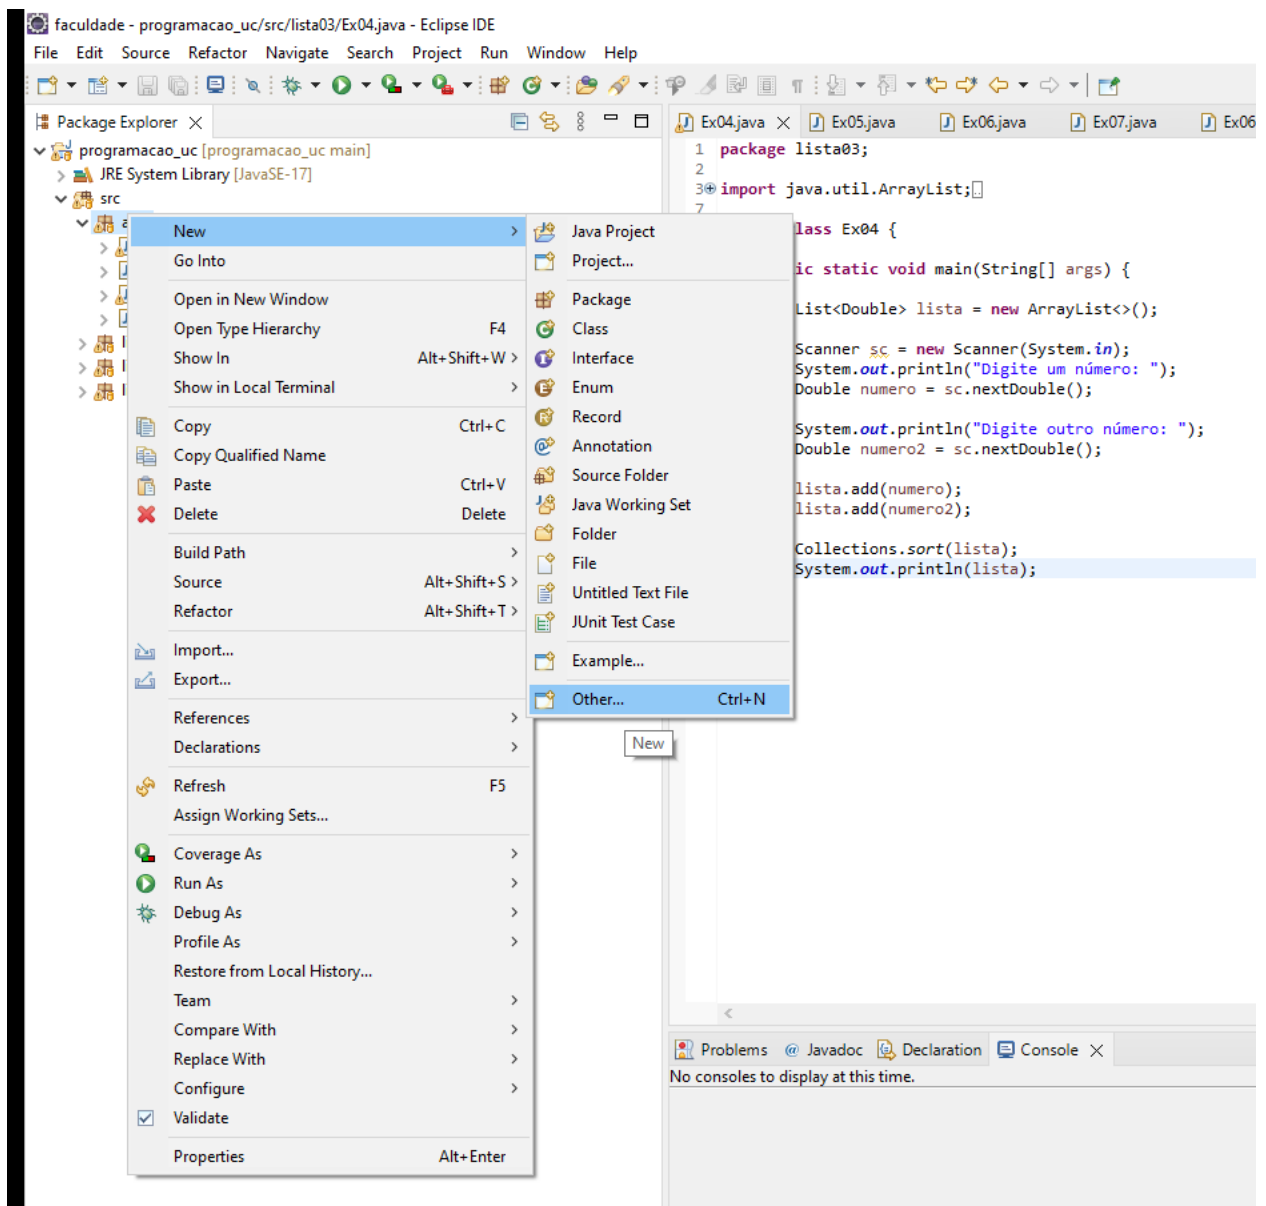 faculdade - programacao_uc/src/lista03/Ex04.java - Eclipse IDE
File Edit Source Refactor Navigate Search Project Run Window Help
Package Explorer
programacao_uc [programacao_uc main]
JRE System Library [JavaSE-17]
src
New
Go Into
Open in New Window
Open Type Hierarchy F4
Show In Alt+Shift+W >
Show in Local Terminal
Copy Ctrl+C
Copy Qualified Name
Paste Ctrl+V
Delete Delete
Build Path
Source Alt+Shift+S >
Refactor Alt+Shift+T >
Import...
Export...
References
Declarations
Refresh F5
Assign Working Sets...
Coverage As
Run As
Debug As
Profile As
Restore from Local History...
Team
Compare With
Replace With
Configure
Validate
Properties Alt+Enter
Java Project
Project...
Package
Class
Interface
Enum
Record
Annotation
Source Folder
Java Working Set
Folder
File
Untitled Text File
JUnit Test Case
Example...
Other... Ctrl+N
New
Ex04.java Ex05.java Ex06.java Ex07.java Ex06
1 package lista03;
2
3 import java.util.ArrayList;
7
lass Ex04 {
ic static void main(String[] args) {
List<Double> lista = new ArrayList<>();
Scanner sc = new Scanner(System.in);
System.out.println("Digite um número: ");
Double numero = sc.nextDouble();
System.out.println("Digite outro número: ");
Double numero2 = sc.nextDouble();
lista.add(numero);
lista.add(numero2);
Collections.sort(lista);
System.out.println(lista);
Problems Javadoc Declaration Console
No consoles to display at this time.